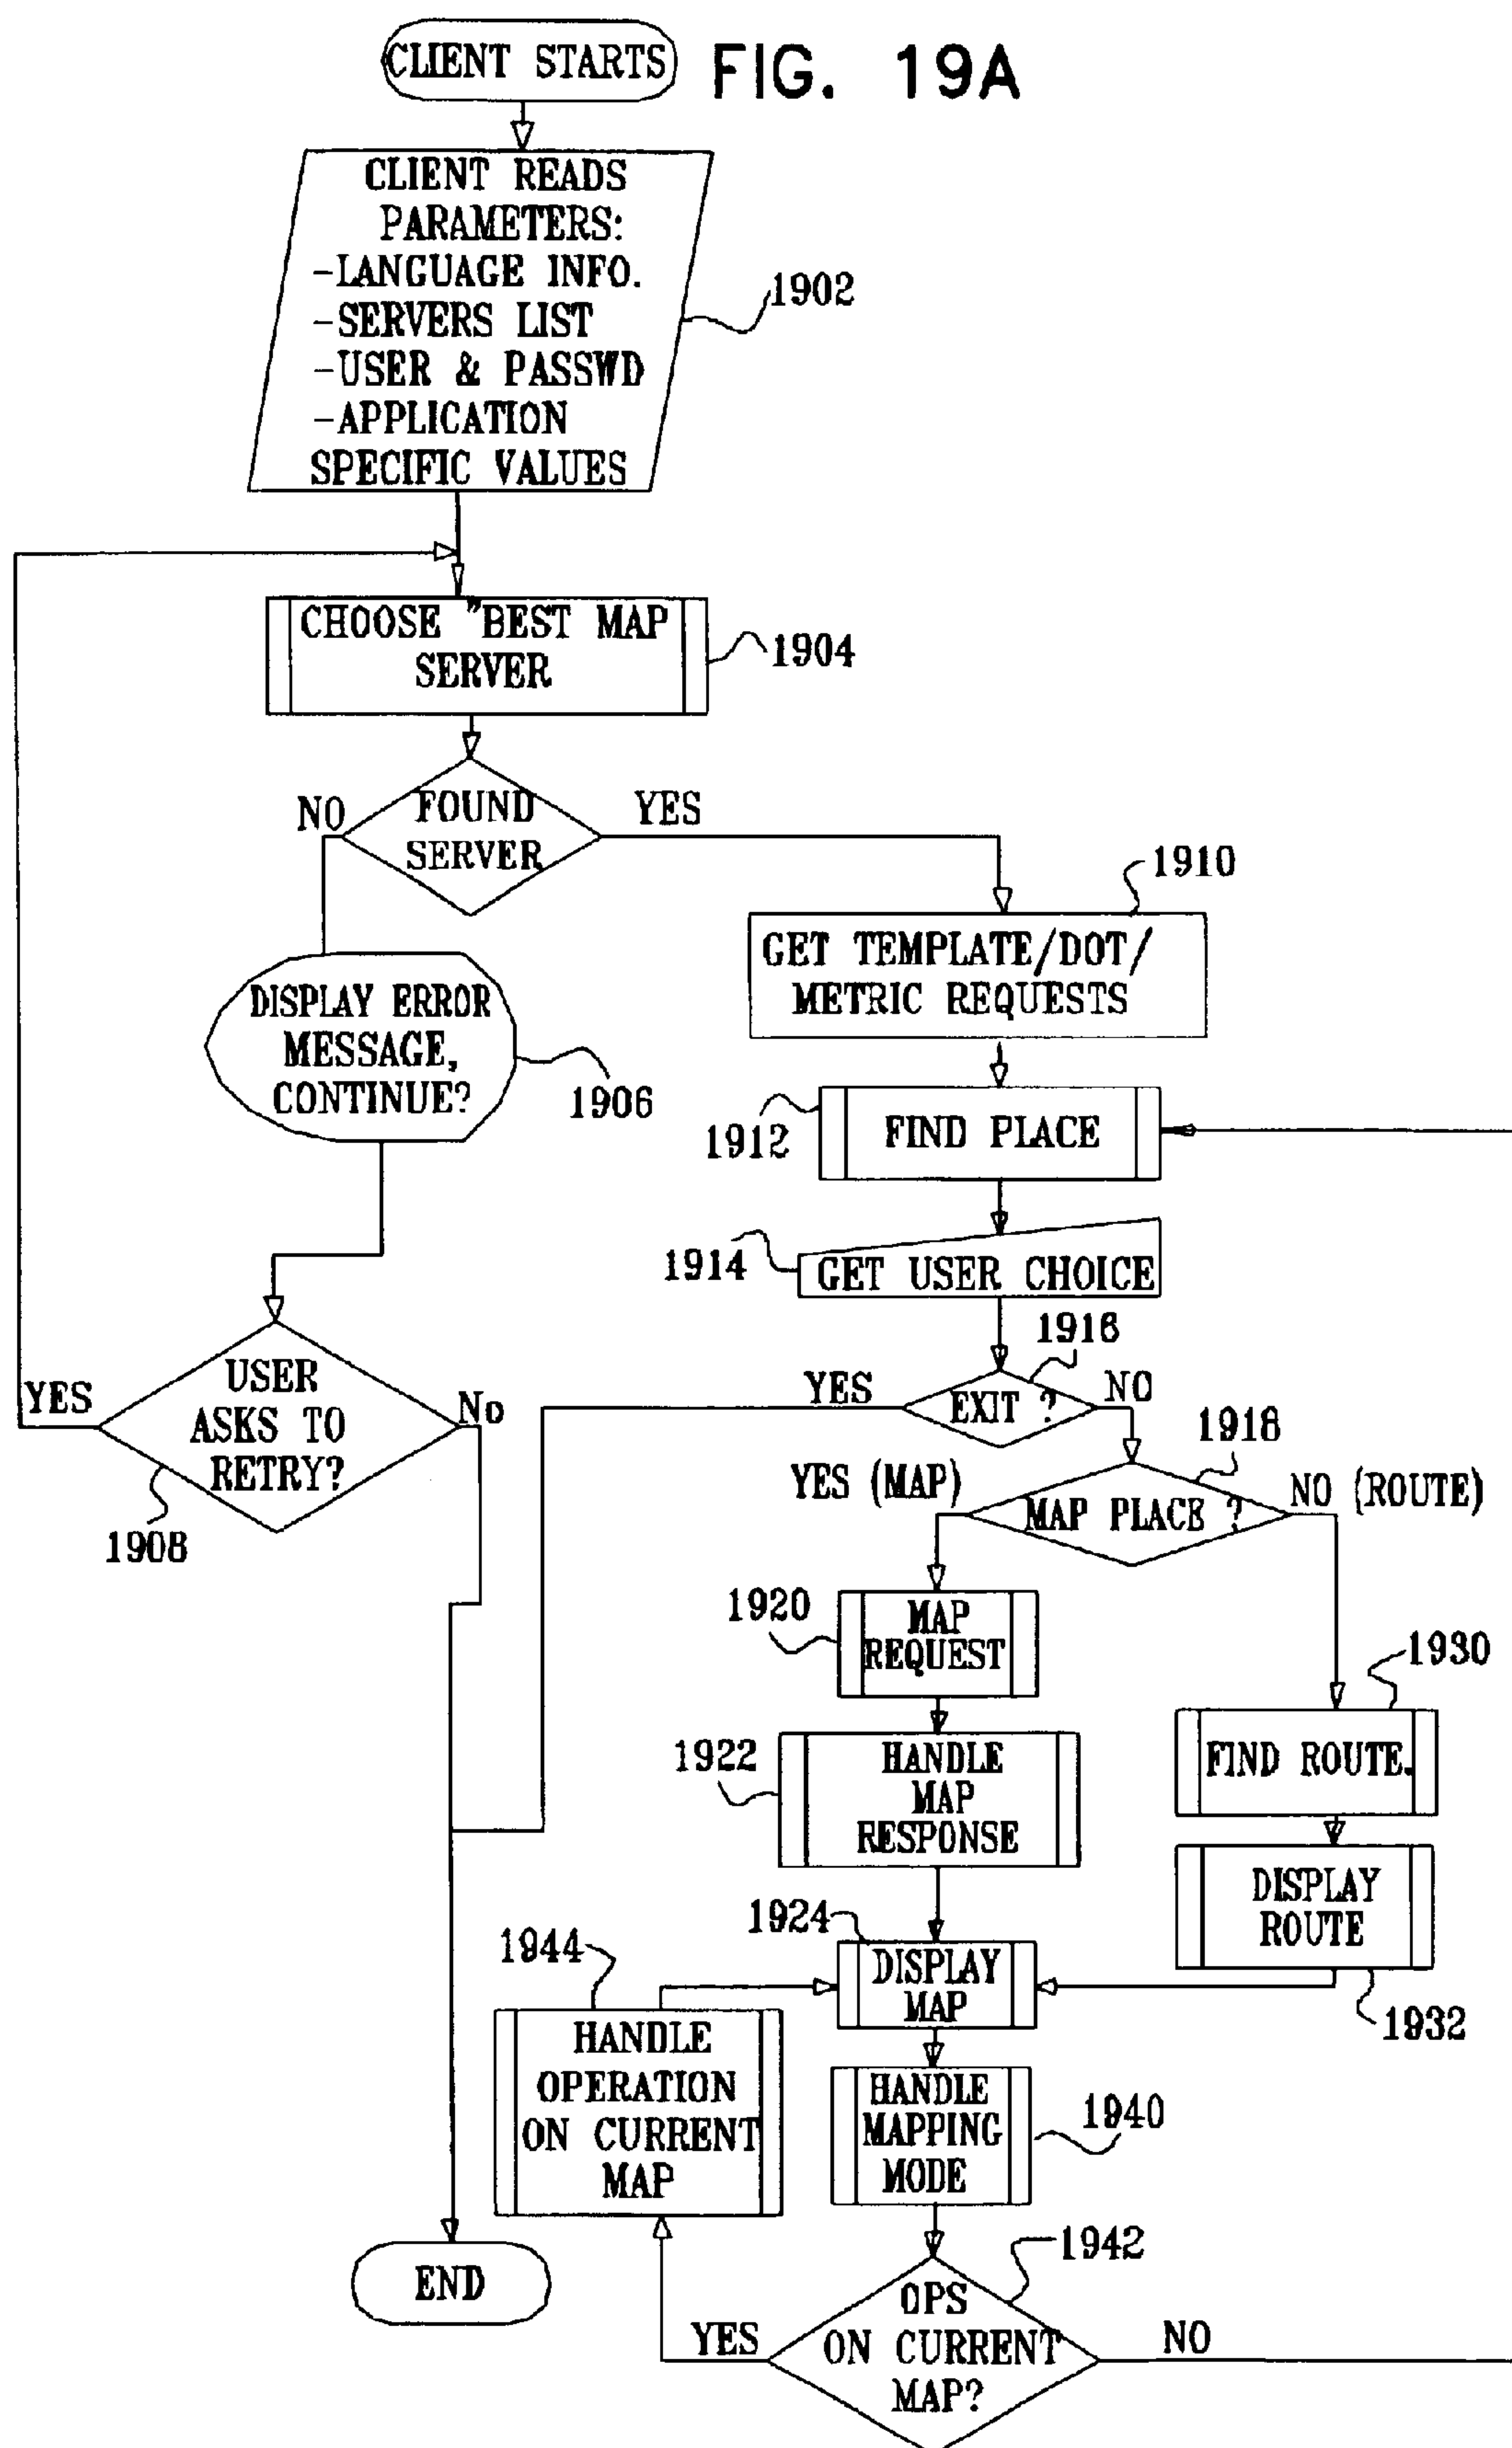 CLIENT STARTS
FIG. 19A
CLIENT READS
PARAMETERS:
-LANGUAGE INFO.
-SERVERS LIST
-USER & PASSWD
-APPLICATION
SPECIFIC VALUES
1902
CHOOSE "BEST MAP
SERVER
1904
FOUND
SERVER
NO
YES
1910
GET TEMPLATE/DOT/
METRIC REQUESTS
DISPLAY ERROR
MESSAGE,
CONTINUE?
1906
1912
FIND PLACE
1914
GET USER CHOICE
1916
YES
EXIT ?
NO
USER
ASKS TO
RETRY?
YES
No
1908
1918
YES (MAP)
MAP PLACE ?
NO (ROUTE)
1920
MAP
REQUEST
1930
FIND ROUTE.
1922
HANDLE
MAP
RESPONSE
DISPLAY
ROUTE
1932
1924
DISPLAY
MAP
1944
HANDLE
OPERATION
ON CURRENT
MAP
HANDLE
MAPPING
MODE
1940
END
1942
OPS
ON CURRENT
MAP?
YES
NO